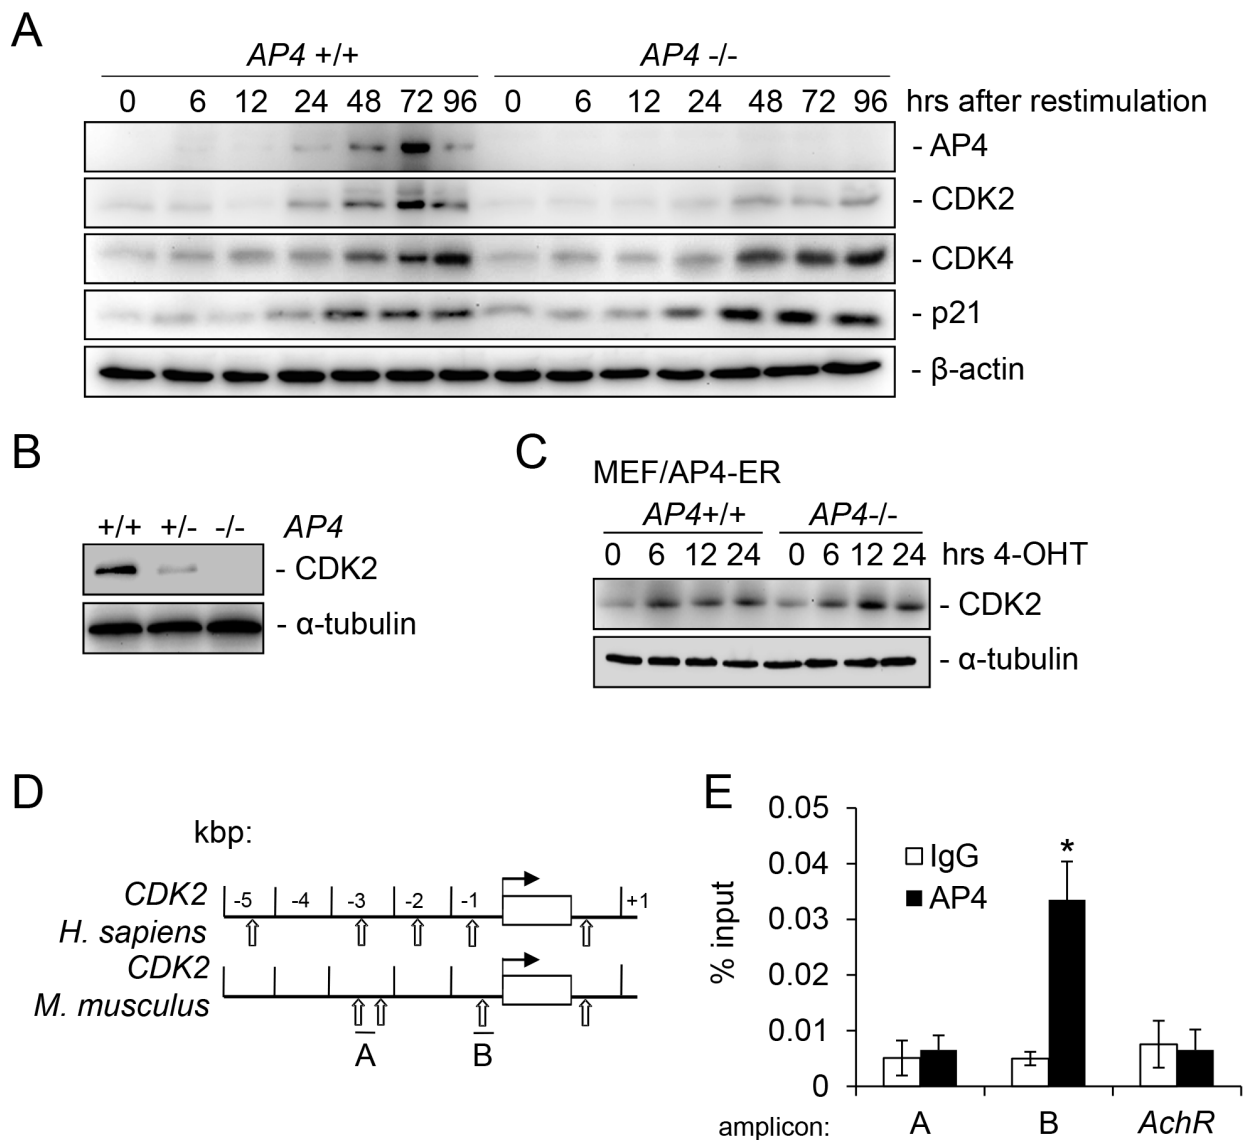 A
AP4 +/+ AP4 -/-
0 6 12 24 48 72 96 0 6 12 24 48 72 96 hrs after restimulation
- AP4
- CDK2
- CDK4
- p21
- β-actin
B
+/+ +/- -/- AP4
- CDK2
- α-tubulin
C
MEF/AP4-ER
AP4+/+ AP4-/-
0 6 12 24 0 6 12 24 hrs 4-OHT
- CDK2
- α-tubulin
D
kbp:
CDK2 -5 -4 -3 -2 -1 +1
H. sapiens
CDK2
M. musculus
A B
E
0.05
0.04
0.03
0.02
0.01
0
% input
IgG
AP4
*
amplicon: A B AchR